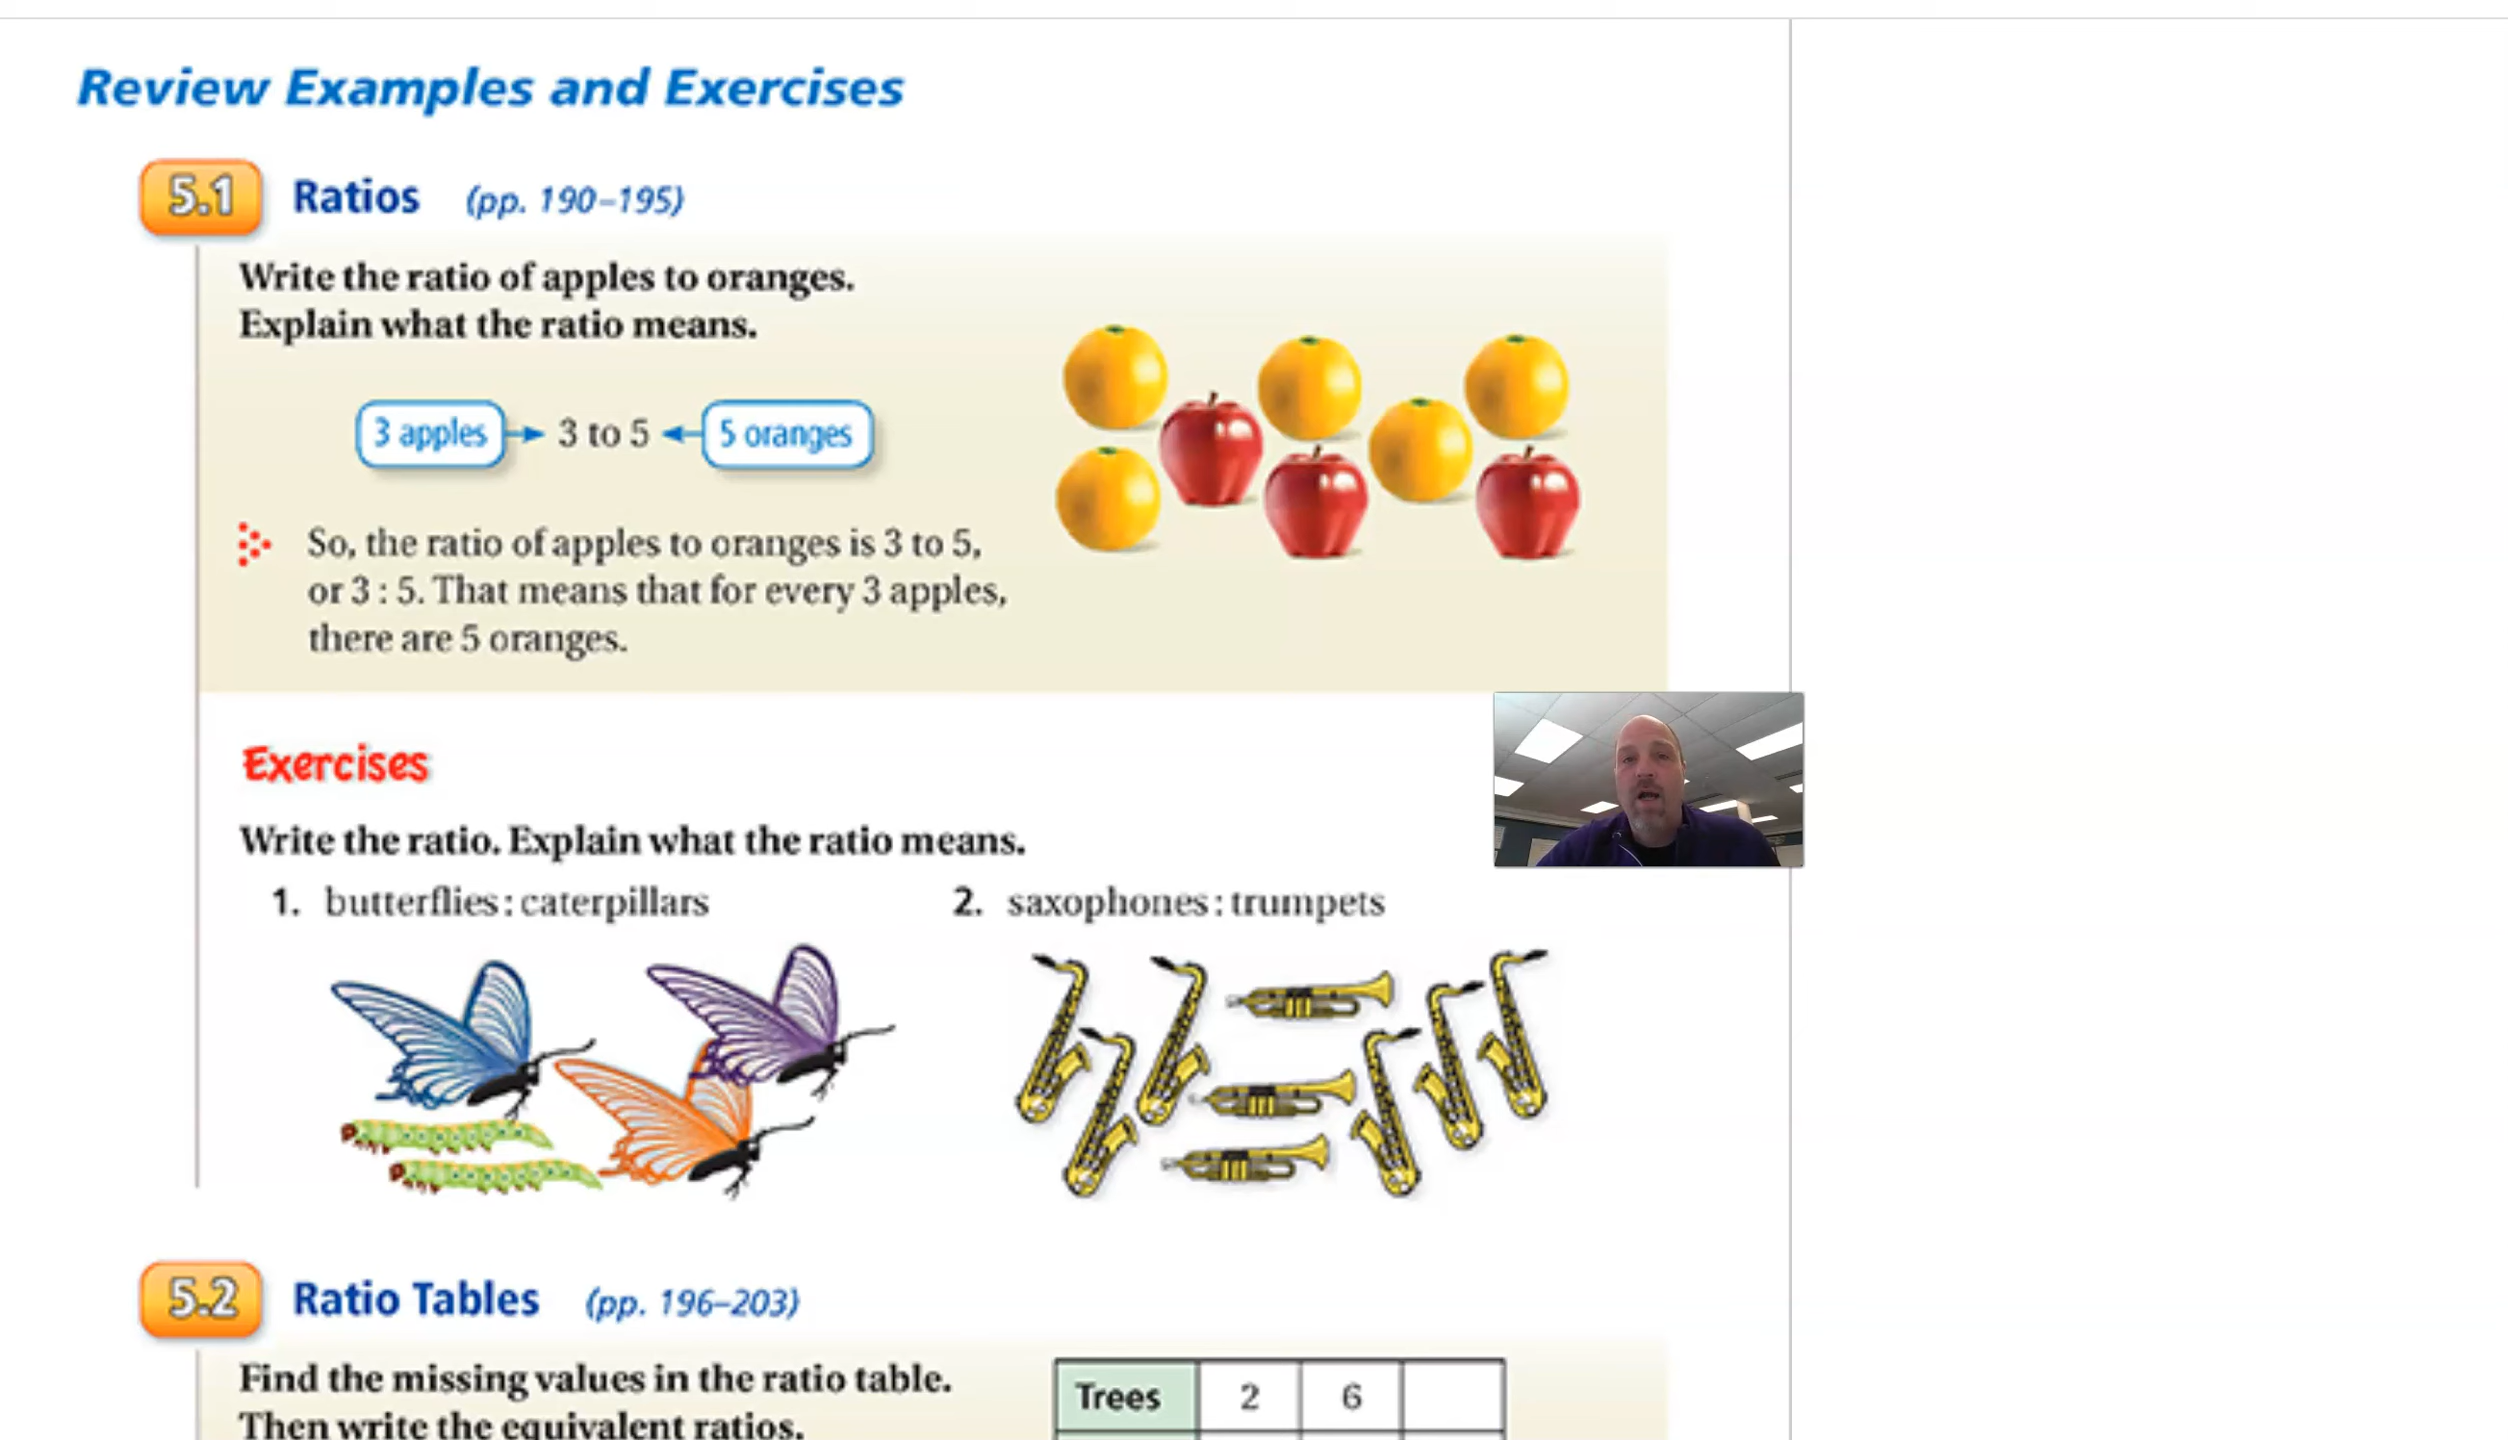 Review Examples and Exercises
5.1 Ratios (pp. 190–195)
Write the ratio of apples to oranges.
Explain what the ratio means.
3 apples 3 to 5 5 oranges
So, the ratio of apples to oranges is 3 to 5,
or 3 : 5. That means that for every 3 apples,
there are 5 oranges.
Exercises
Write the ratio. Explain what the ratio means.
1. butterflies : caterpillars 2. saxophones : trumpets
5.2 Ratio Tables (pp. 196–203)
Find the missing values in the ratio table.
Then write the equivalent ratios.
Trees 2 6